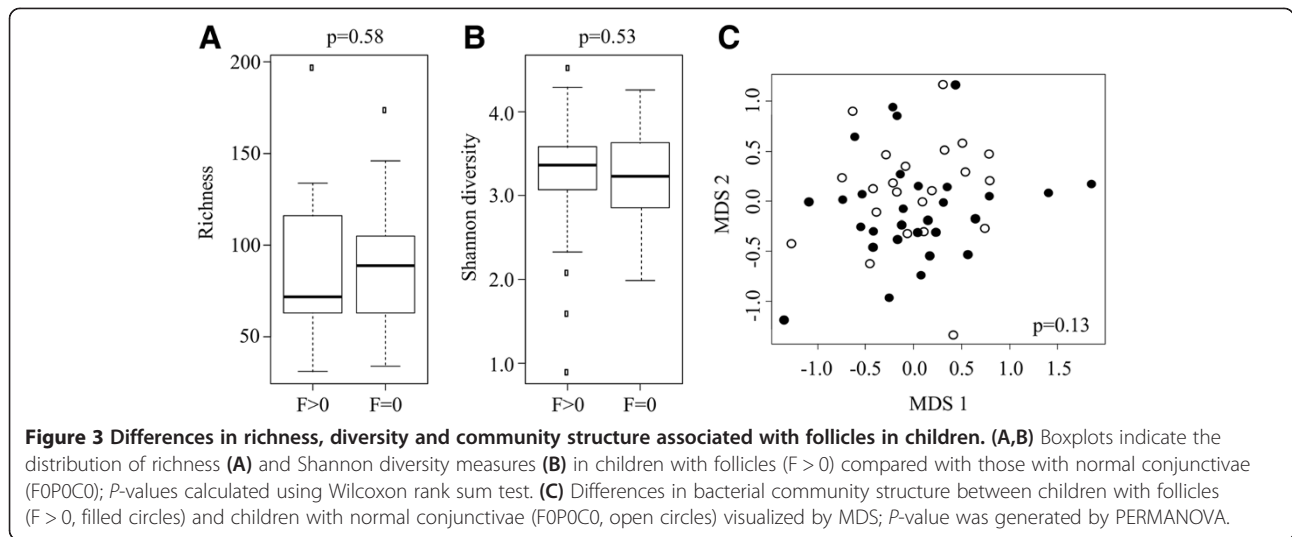 A
p=0.58
Richness
200
150
100
50
F>0
F=0
B
p=0.53
Shannon diversity
4.0
3.0
2.0
1.0
F>0
F=0
C
MDS 2
1.0
0.5
0.0
-0.5
-1.0
p=0.13
-1.0
-0.5
0.0
0.5
1.0
1.5
MDS 1
Figure 3 Differences in richness, diversity and community structure associated with follicles in children. (A,B) Boxplots indicate the
distribution of richness (A) and Shannon diversity measures (B) in children with follicles (F > 0) compared with those with normal conjunctivae
(F0P0C0); P-values calculated using Wilcoxon rank sum test. (C) Differences in bacterial community structure between children with follicles
(F > 0, filled circles) and children with normal conjunctivae (F0P0C0, open circles) visualized by MDS; P-value was generated by PERMANOVA.